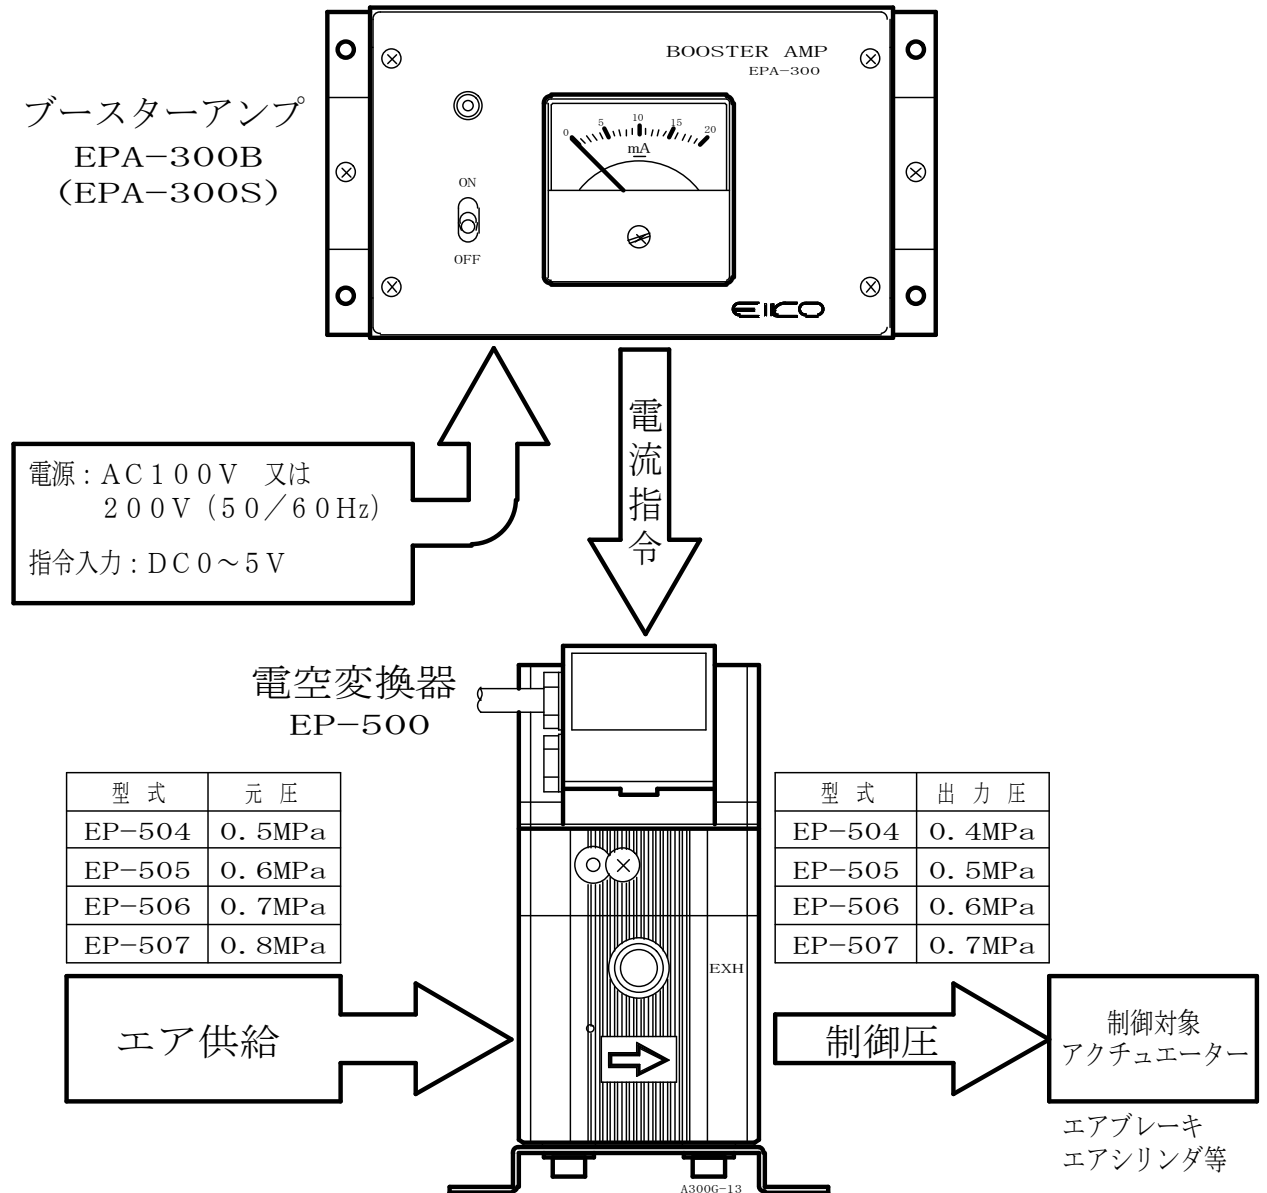 BOOSTER AMP
EPA-300
ブースターアンプ
EPA-300B
(EPA-300S)
ON
OFF
0 5 10 15 20
mA
EICO
電流指令
電源：AC100V 又は
200V (50/60Hz)
指令入力：DC0～5V
電空変換器
EP-500
型 式 元 圧
EP-504 0.5MPa
EP-505 0.6MPa
EP-506 0.7MPa
EP-507 0.8MPa
型 式 出 力 圧
EP-504 0.4MPa
EP-505 0.5MPa
EP-506 0.6MPa
EP-507 0.7MPa
EXH
エア供給
制御圧
制御対象
アクチュエーター
エアブレーキ
エアシリンダ等
A300G-13